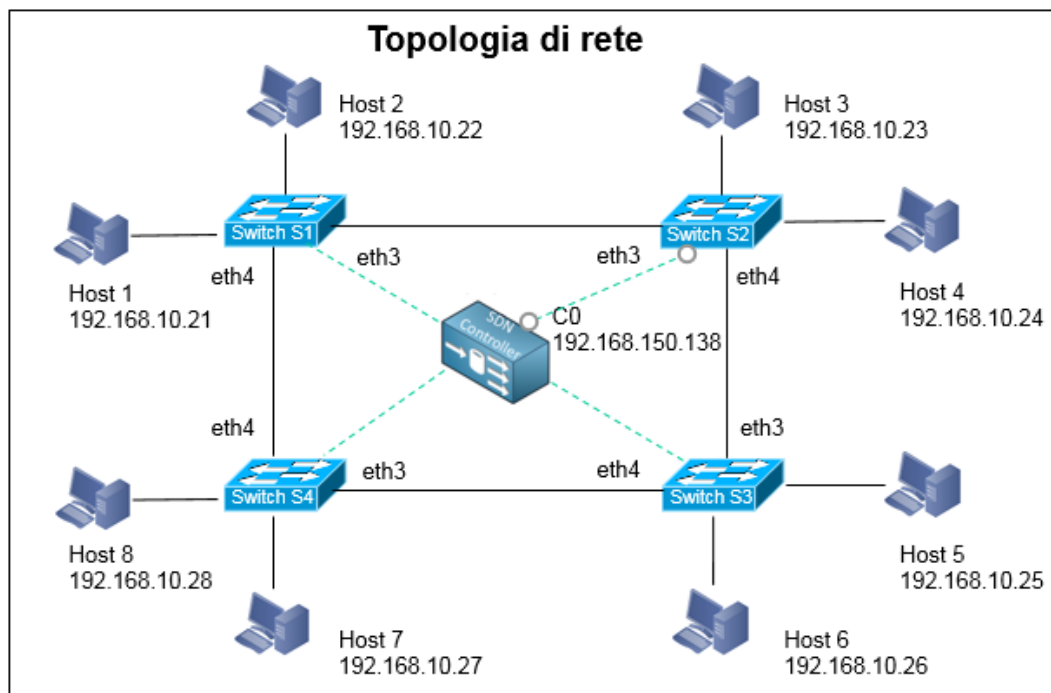 Topologia di rete
Host 2
192.168.10.22
Host 3
192.168.10.23
Switch S1
Switch S2
eth3
eth3
eth4
eth4
Host 1
192.168.10.21
Host 4
192.168.10.24
SDN
Controller
C0
192.168.150.138
eth4
eth3
Switch S4
eth3
eth4
Switch S3
Host 8
192.168.10.28
Host 5
192.168.10.25
Host 7
192.168.10.27
Host 6
192.168.10.26